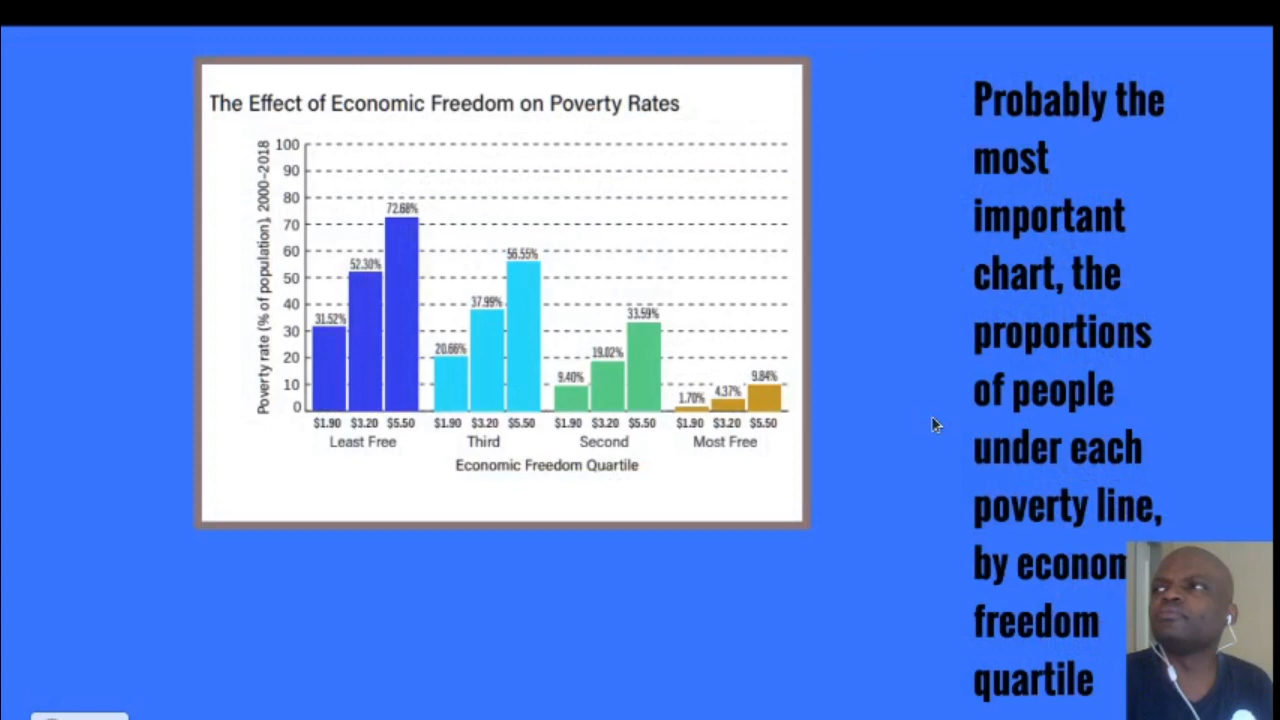 The Effect of Economic Freedom on Poverty Rates
Poverty rate (% of population), 2000–2018
100
90
80
70
60
50
40
30
20
10
0
31.52%
52.30%
72.68%
20.66%
37.99%
56.55%
9.40%
19.02%
33.59%
1.70%
4.37%
9.84%
$1.90 $3.20 $5.50 $1.90 $3.20 $5.50 $1.90 $3.20 $5.50 $1.90 $3.20 $5.50
Least Free Third Second Most Free
Economic Freedom Quartile
Probably the
most
important
chart, the
proportions
of people
under each
poverty line,
by econom
freedom
quartile